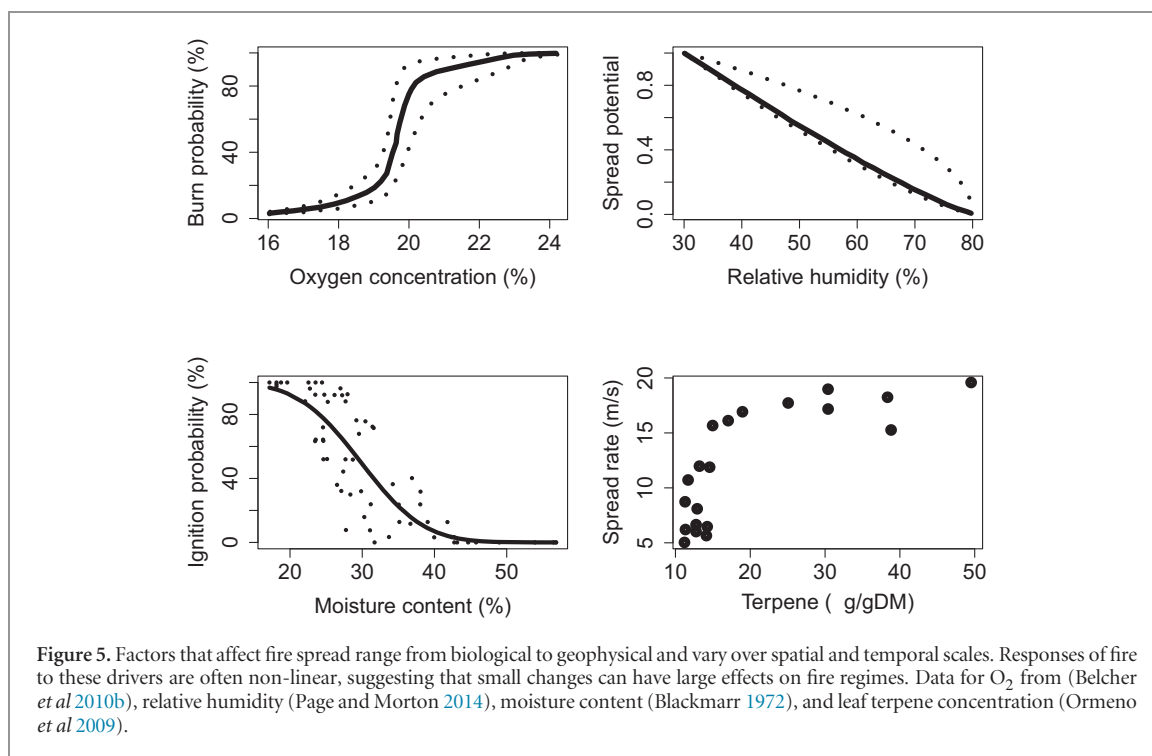 Burn probability (%)
80
40
0
16 18 20 22 24
Oxygen concentration (%)
Spread potential
0.8
0.4
0.0
30 40 50 60 70 80
Relative humidity (%)
Ignition probability (%)
80
40
0
20 30 40 50
Moisture content (%)
Spread rate (m/s)
20
15
10
5
10 20 30 40 50
Terpene ( g/gDM)
Figure 5. Factors that affect fire spread range from biological to geophysical and vary over spatial and temporal scales. Responses of fire
to these drivers are often non-linear, suggesting that small changes can have large effects on fire regimes. Data for O2 from (Belcher
et al 2010b), relative humidity (Page and Morton 2014), moisture content (Blackmarr 1972), and leaf terpene concentration (Ormeno
et al 2009).